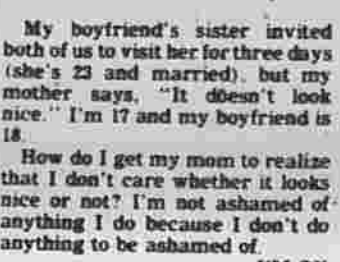 My boyfriend's sister invited
both of us to visit her for three days
(she's 23 and married), but my
mother says, "It doesn't look
nice." I'm 17 and my boyfriend is
18.
How do I get my mom to realize
that I don't care whether it looks
nice or not? I'm not ashamed of
anything I do because I don't do
anything to be ashamed of.